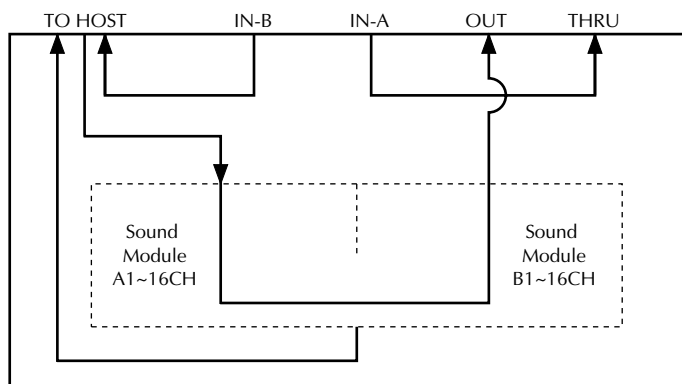 TO HOST IN-B IN-A OUT THRU
Sound
Module
A1~16CH
Sound
Module
B1~16CH